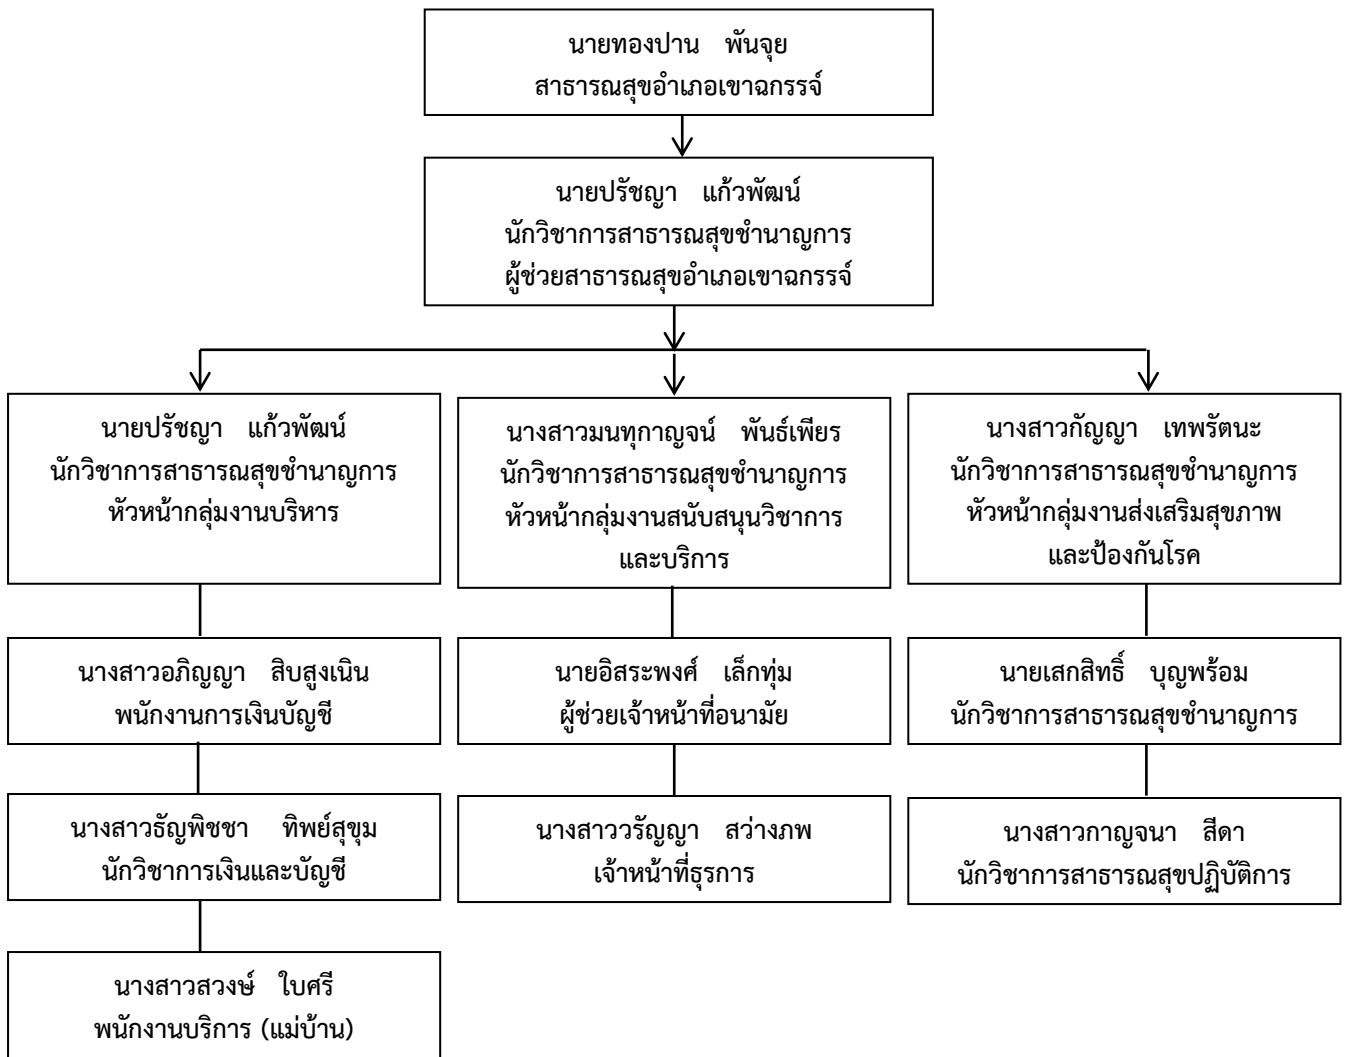 นายทองปาน พันจุย
สาธารณสุขอำเภอเขาฉกรรจ์
นายปรัชญา แก้วพัฒน์
นักวิชาการสาธารณสุขชำนาญการ
ผู้ช่วยสาธารณสุขอำเภอเขาฉกรรจ์
นายปรัชญา แก้วพัฒน์
นักวิชาการสาธารณสุขชำนาญการ
หัวหน้ากลุ่มงานบริหาร
นางสาวมนทุกาญจน์ พันธ์เพียร
นักวิชาการสาธารณสุขชำนาญการ
หัวหน้ากลุ่มงานสนับสนุนวิชาการ
และบริการ
นางสาวกัญญา เทพรัตนะ
นักวิชาการสาธารณสุขชำนาญการ
หัวหน้ากลุ่มงานส่งเสริมสุขภาพ
และป้องกันโรค
นางสาวอภิญญา สิบสูงเนิน
พนักงานการเงินบัญชี
นายอิสระพงศ์ เล็กทุ่ม
ผู้ช่วยเจ้าหน้าที่อนามัย
นายเสกสิทธิ์ บุญพร้อม
นักวิชาการสาธารณสุขชำนาญการ
นางสาวธัญพิชชา ทิพย์สุขุม
นักวิชาการเงินและบัญชี
นางสาววรัญญา สว่างภพ
เจ้าหน้าที่ธุรการ
นางสาวกาญจนา สีดา
นักวิชาการสาธารณสุขปฏิบัติการ
นางสาวสวงษ์ ใบศรี
พนักงานบริการ (แม่บ้าน)